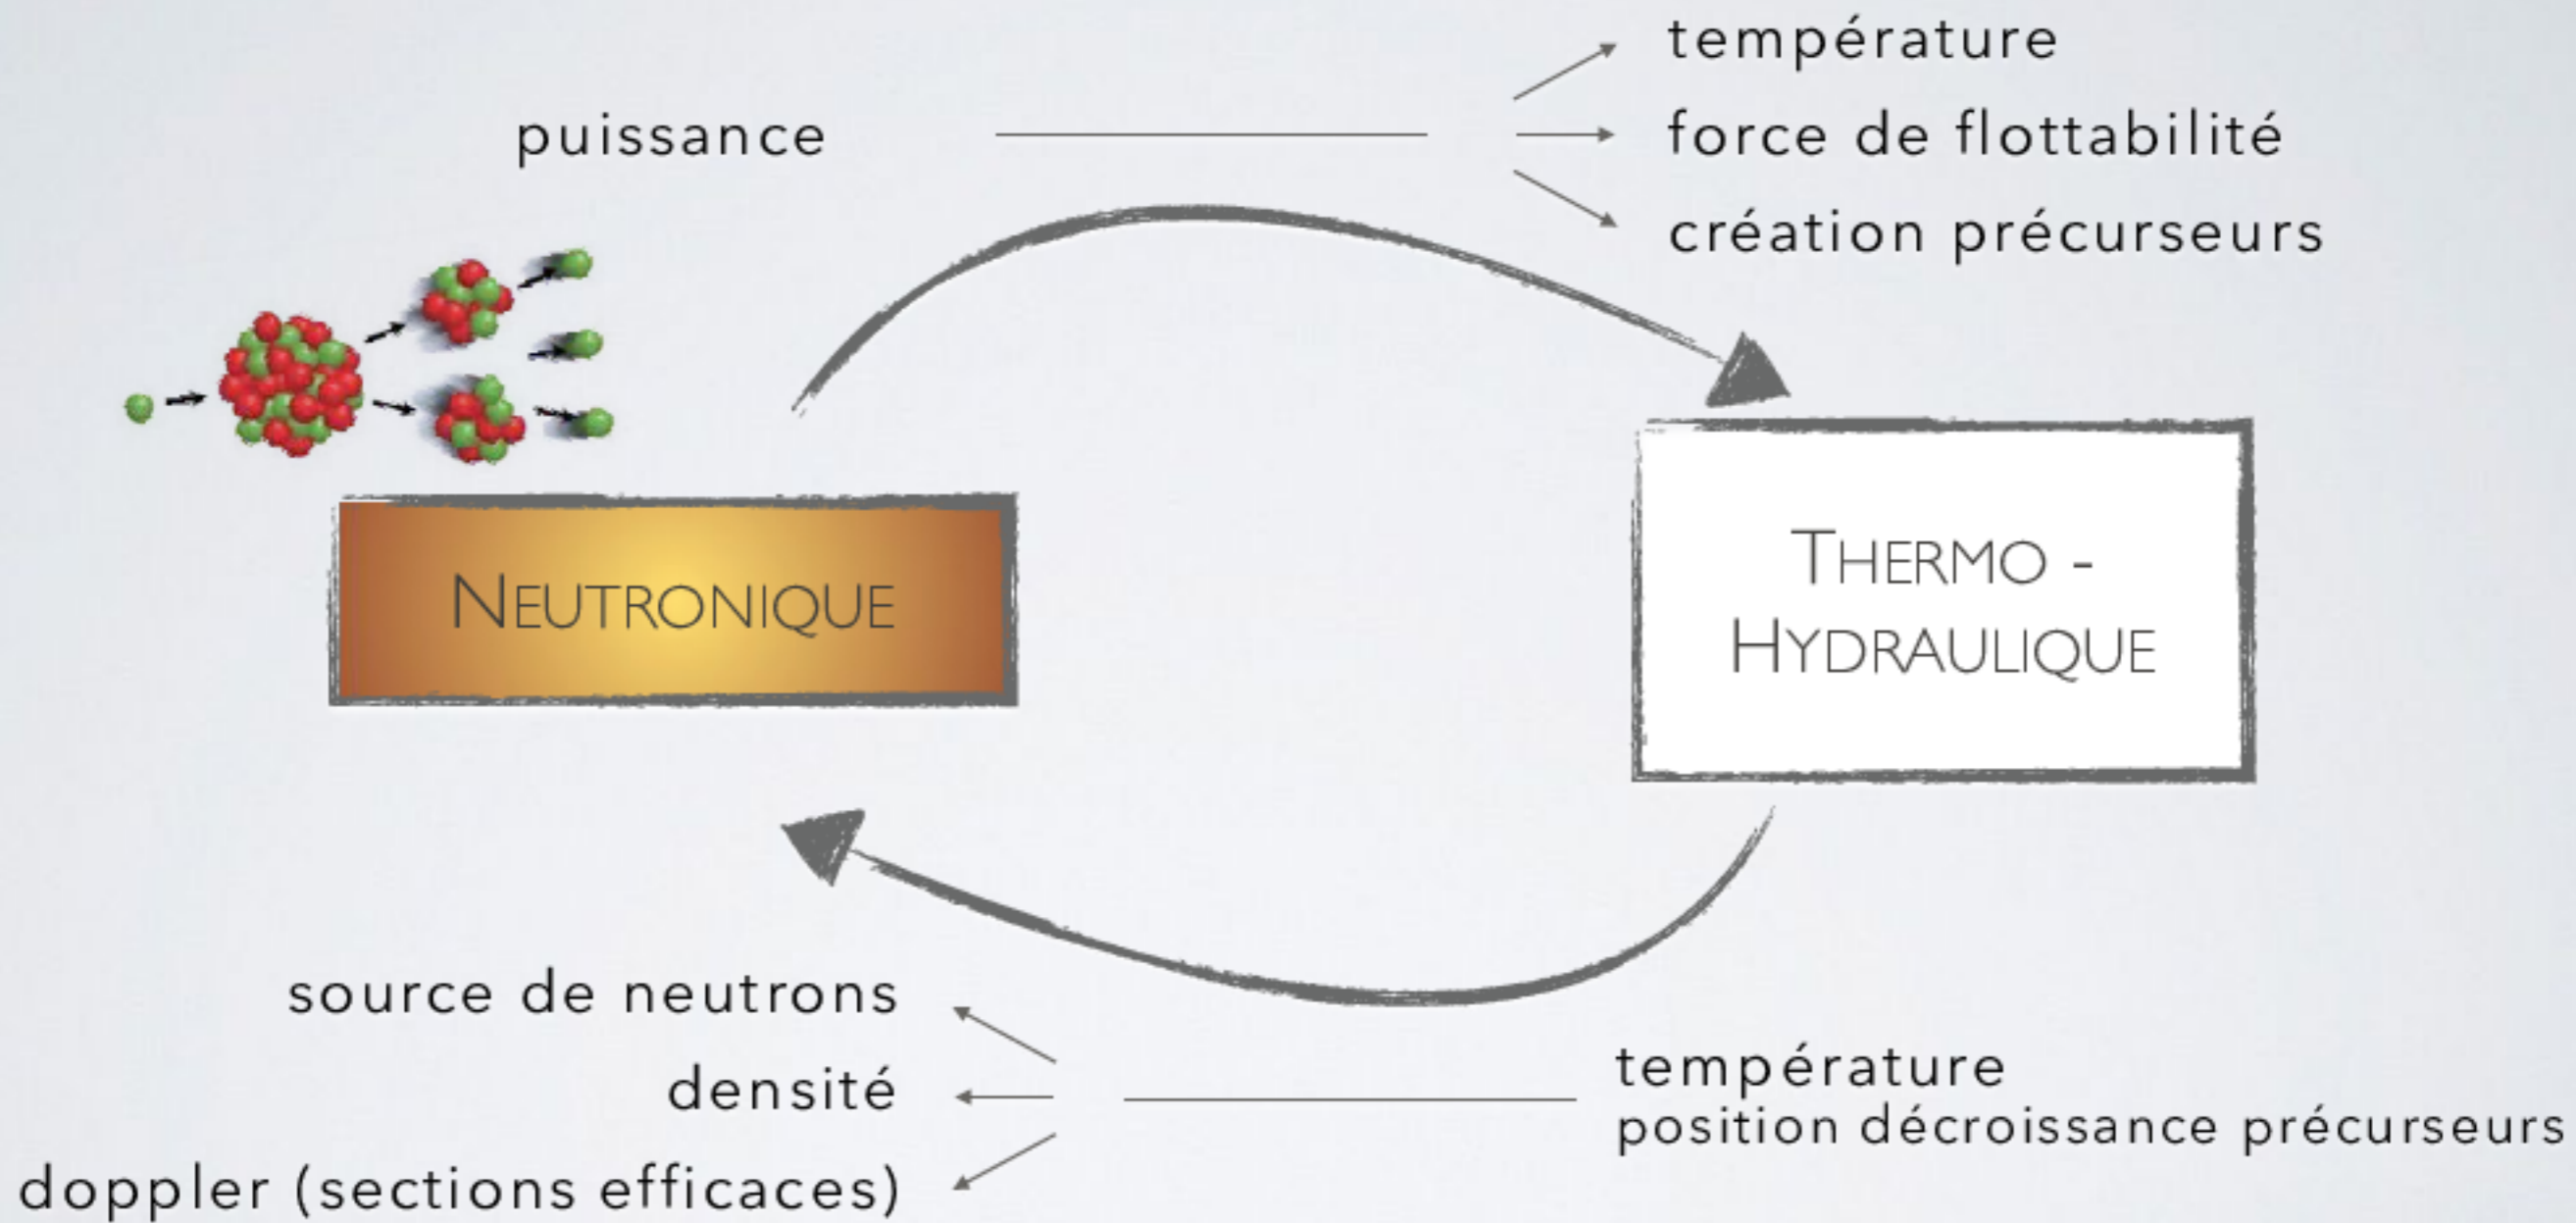 puissance
température
force de flottabilité
création précurseurs
NEUTRONIQUE
THERMO -
HYDRAULIQUE
source de neutrons
densité
doppler (sections efficaces)
température
position décroissance précurseurs